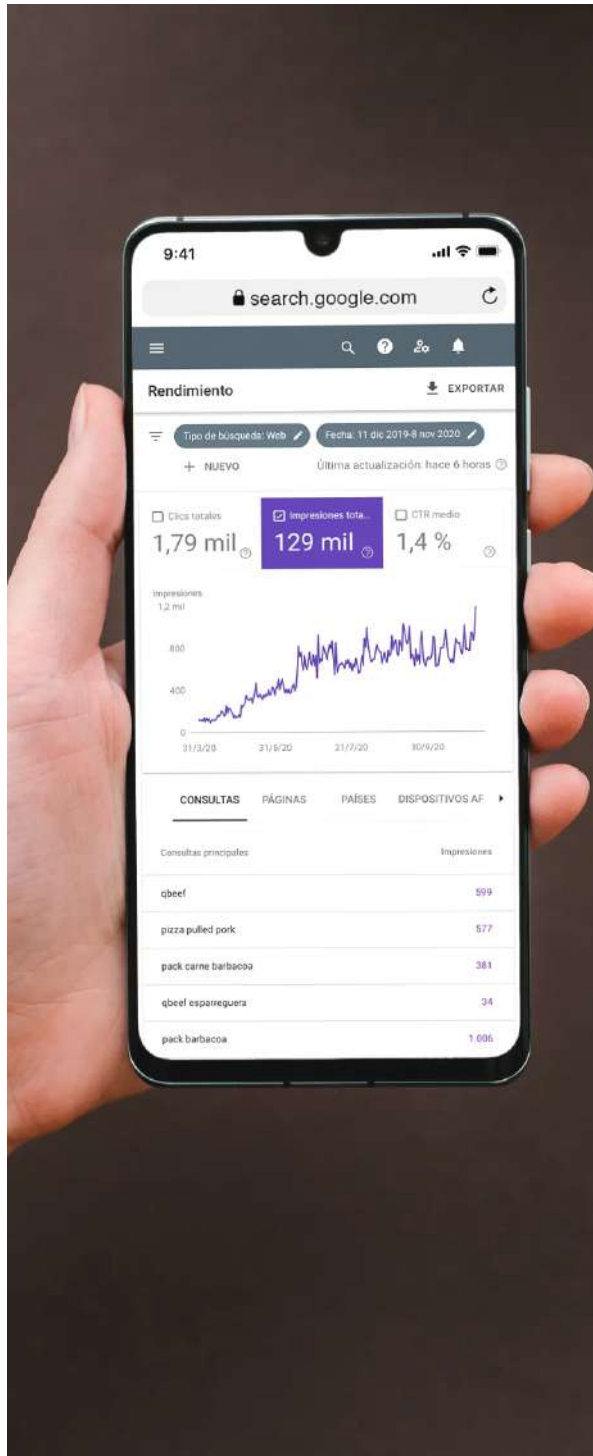 9:41
search.google.com
Rendimiento
EXPORTAR
Tipo de búsqueda: Web
Fecha: 11 dic 2019-8 nov 2020
+ NUEVO
Última actualización: hace 6 horas
Clics totales
Impresiones tota...
CTR medio
1,79 mil
129 mil
1,4 %
Impresiones
1,2 mil
800
400
0
31/3/20
21/7/20
30/9/20
CONSULTAS
PÁGINAS
PAÍSES
DISPOSITIVOS AF
Consultas principales
Impresiones
qbeef
599
pizza pulled pork
577
pack carne barbacoa
381
qbeef esparreguera
34
pack barbacoa
1.006